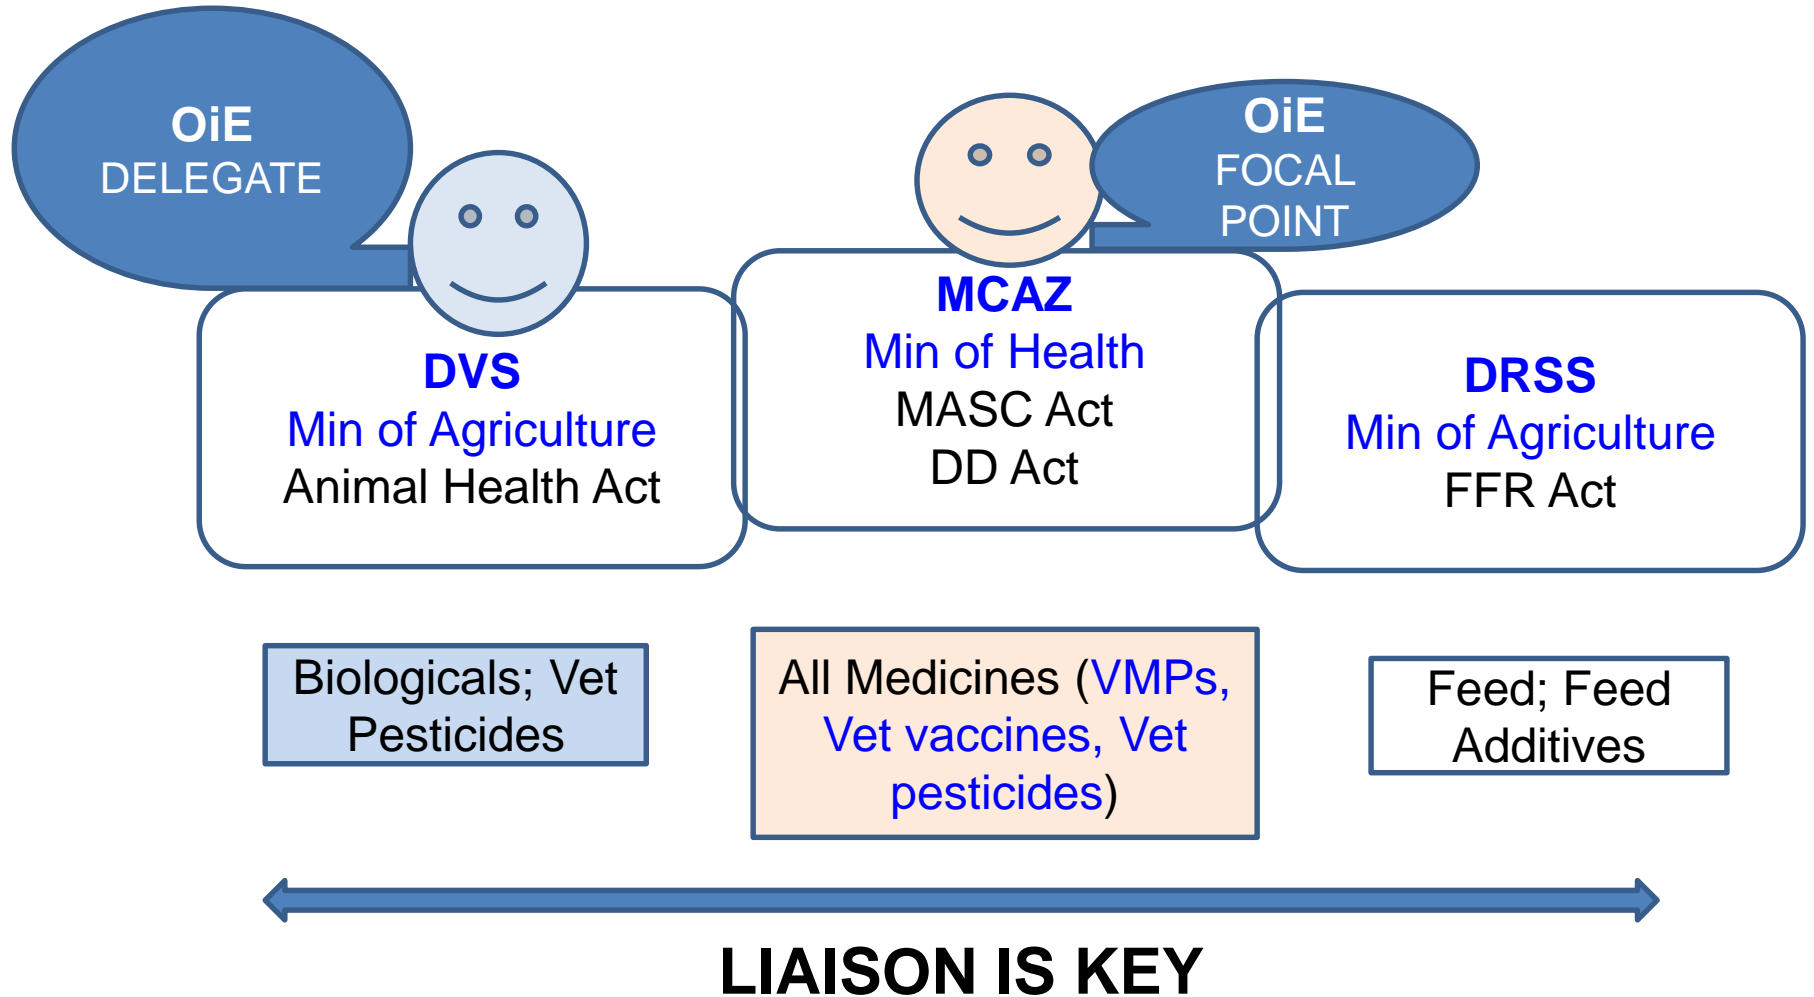 OiE
DELEGATE
OiE
FOCAL
POINT
DVS
Min of Agriculture
Animal Health Act
MCAZ
Min of Health
MASC Act
DD Act
DRSS
Min of Agriculture
FFR Act
Biologicals; Vet
Pesticides
All Medicines (VMPs,
Vet vaccines, Vet
pesticides)
Feed; Feed
Additives
LIAISON IS KEY